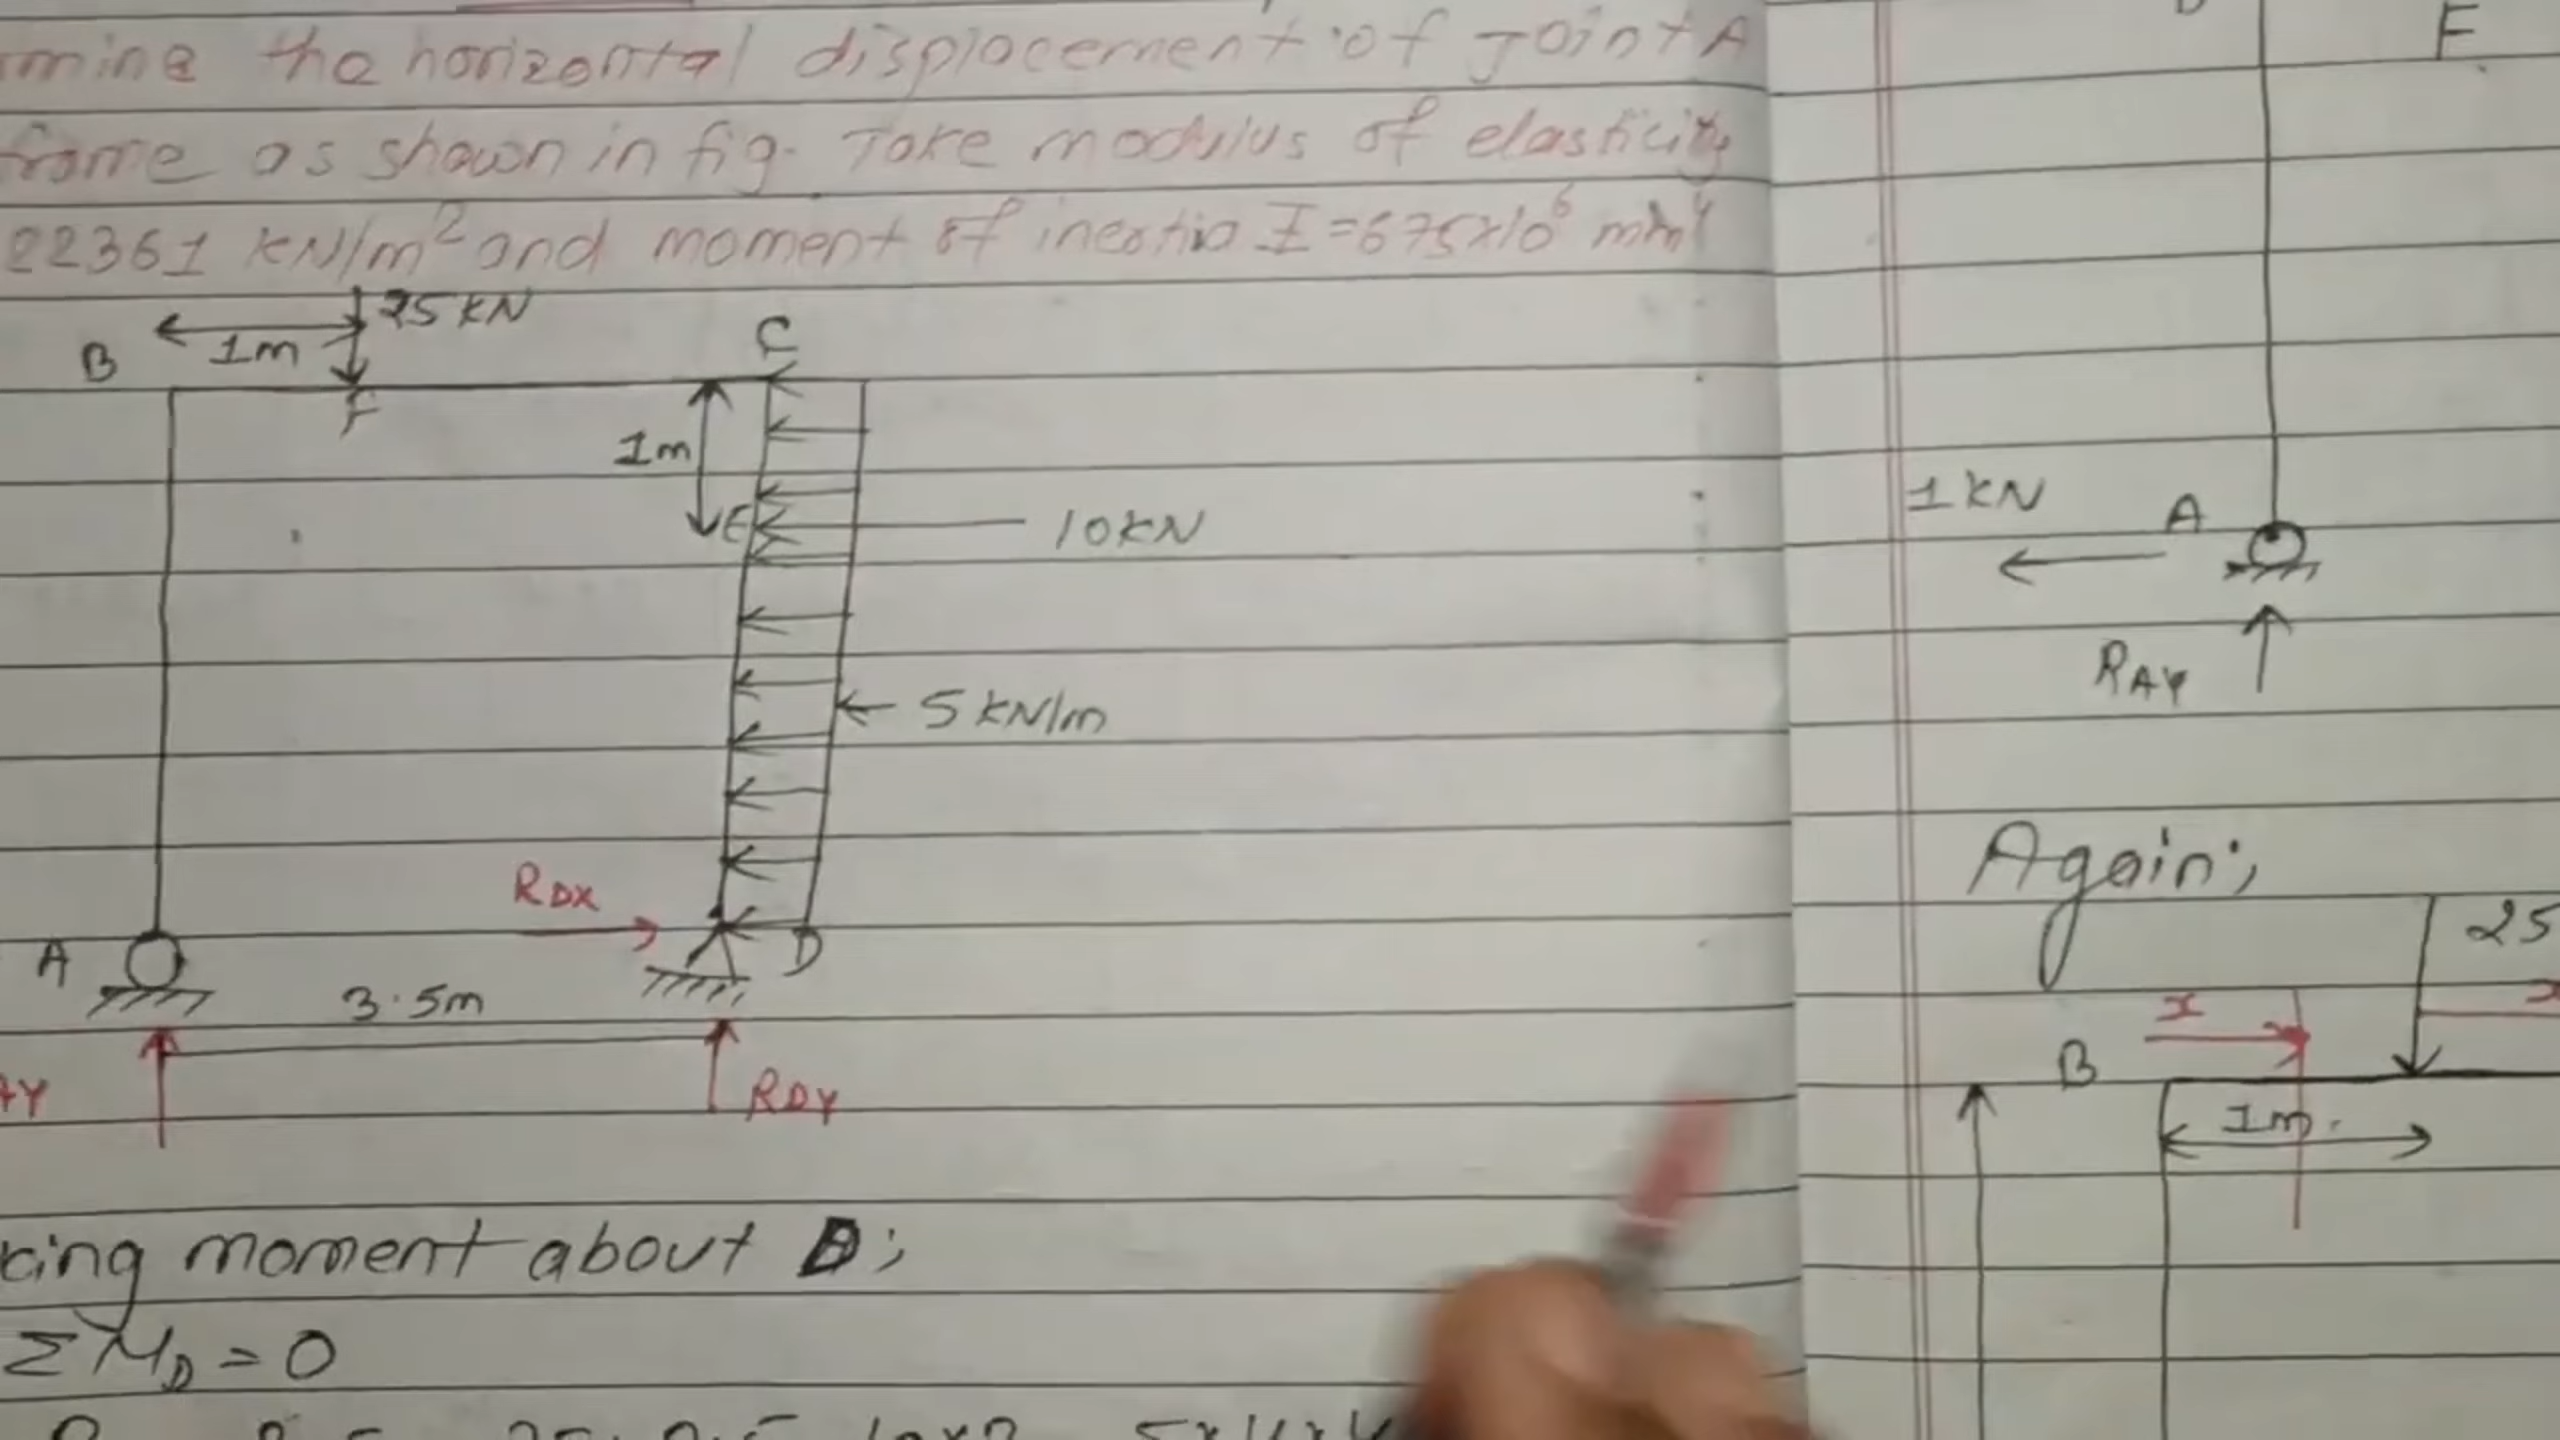 mine the horizontal displacement of joint A
frame as shown in fig. Take modulus of elasticity
22361 KN/m² and moment of inertia I = 675×10⁶ mm⁴
25 KN
1m
B
C
F
1m
E
10KN
5 KN/m
RDX
A
D
3.5m
AY
RDY
king moment about D;
ΣMD = 0
F
1 KN
A
RAY
Again;
25
x
B
1m.